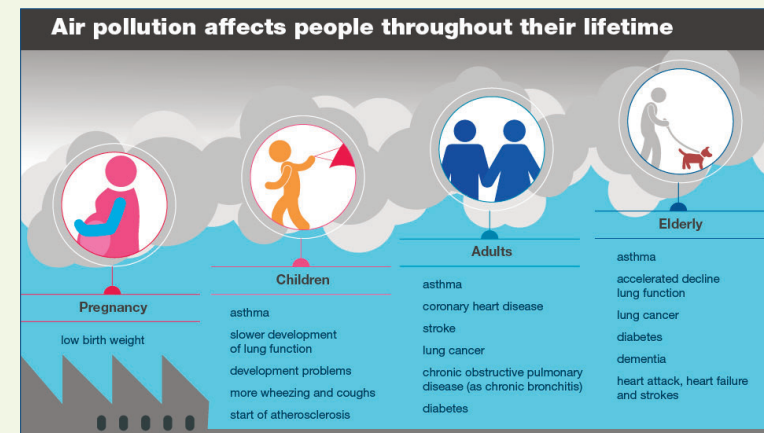 Air pollution affects people throughout their lifetime
Pregnancy
low birth weight
Children
asthma
slower development
of lung function
development problems
more wheezing and coughs
start of atherosclerosis
Adults
asthma
coronary heart disease
stroke
lung cancer
chronic obstructive pulmonary
disease (as chronic bronchitis)
diabetes
Elderly
asthma
accelerated decline
lung function
lung cancer
diabetes
dementia
heart attack, heart failure
and strokes